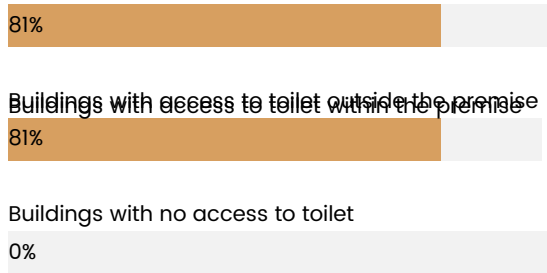 81%
Buildings with access to toilet outside the premise
Buildings with access to toilet within the premise
81%
Buildings with no access to toilet
0%